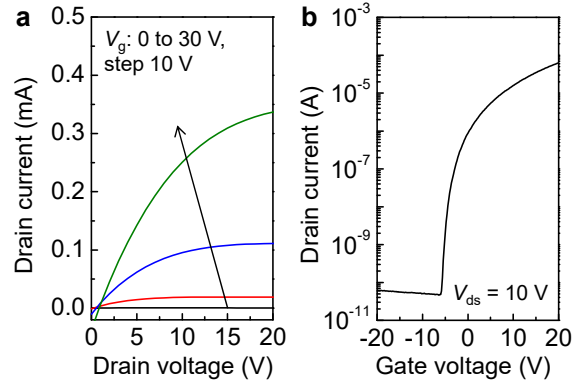 a
V_g: 0 to 30 V,
step 10 V
0.5
0.4
0.3
0.2
0.1
0.0
0 5 10 15 20
Drain voltage (V)
Drain current (mA)
b
10⁻³
10⁻⁵
10⁻⁷
10⁻⁹
10⁻¹¹
V_ds = 10 V
-20 -10 0 10 20
Gate voltage (V)
Drain current (A)